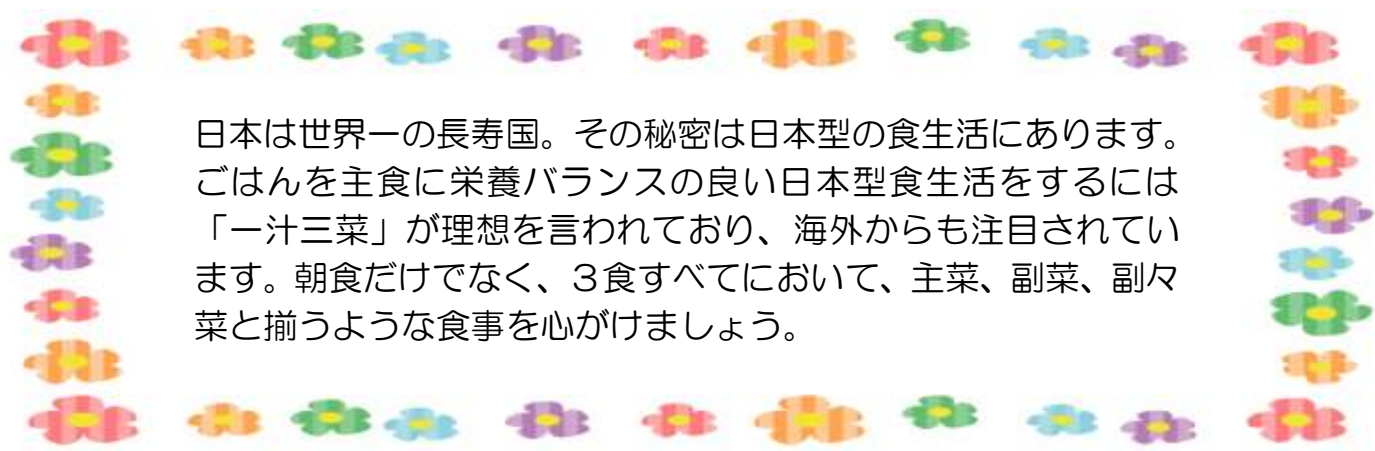 日本は世界一の長寿国。その秘密は日本型の食生活にあります。
ごはんを主食に栄養バランスの良い日本型食生活をするには
「一汁三菜」が理想を言われており、海外からも注目されてい
ます。朝食だけでなく、３食すべてにおいて、主菜、副菜、副々
菜と揃うような食事を心がけましょう。